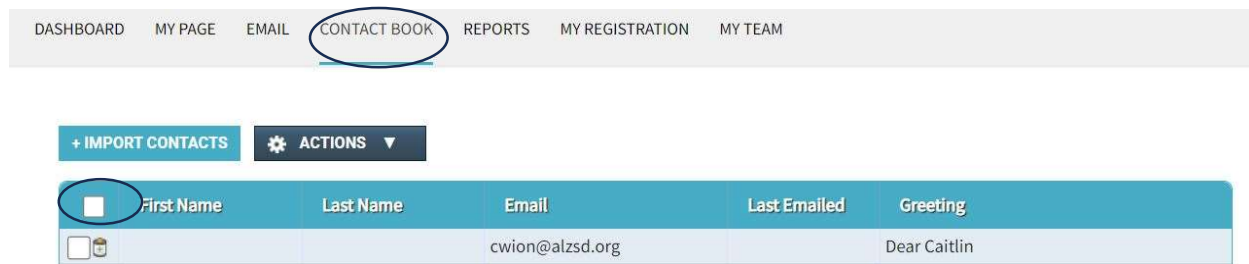 DASHBOARD MY PAGE EMAIL CONTACT BOOK REPORTS MY REGISTRATION MY TEAM
+ IMPORT CONTACTS ACTIONS ▼
First Name Last Name Email Last Emailed Greeting
cwion@alzsd.org Dear Caitlin